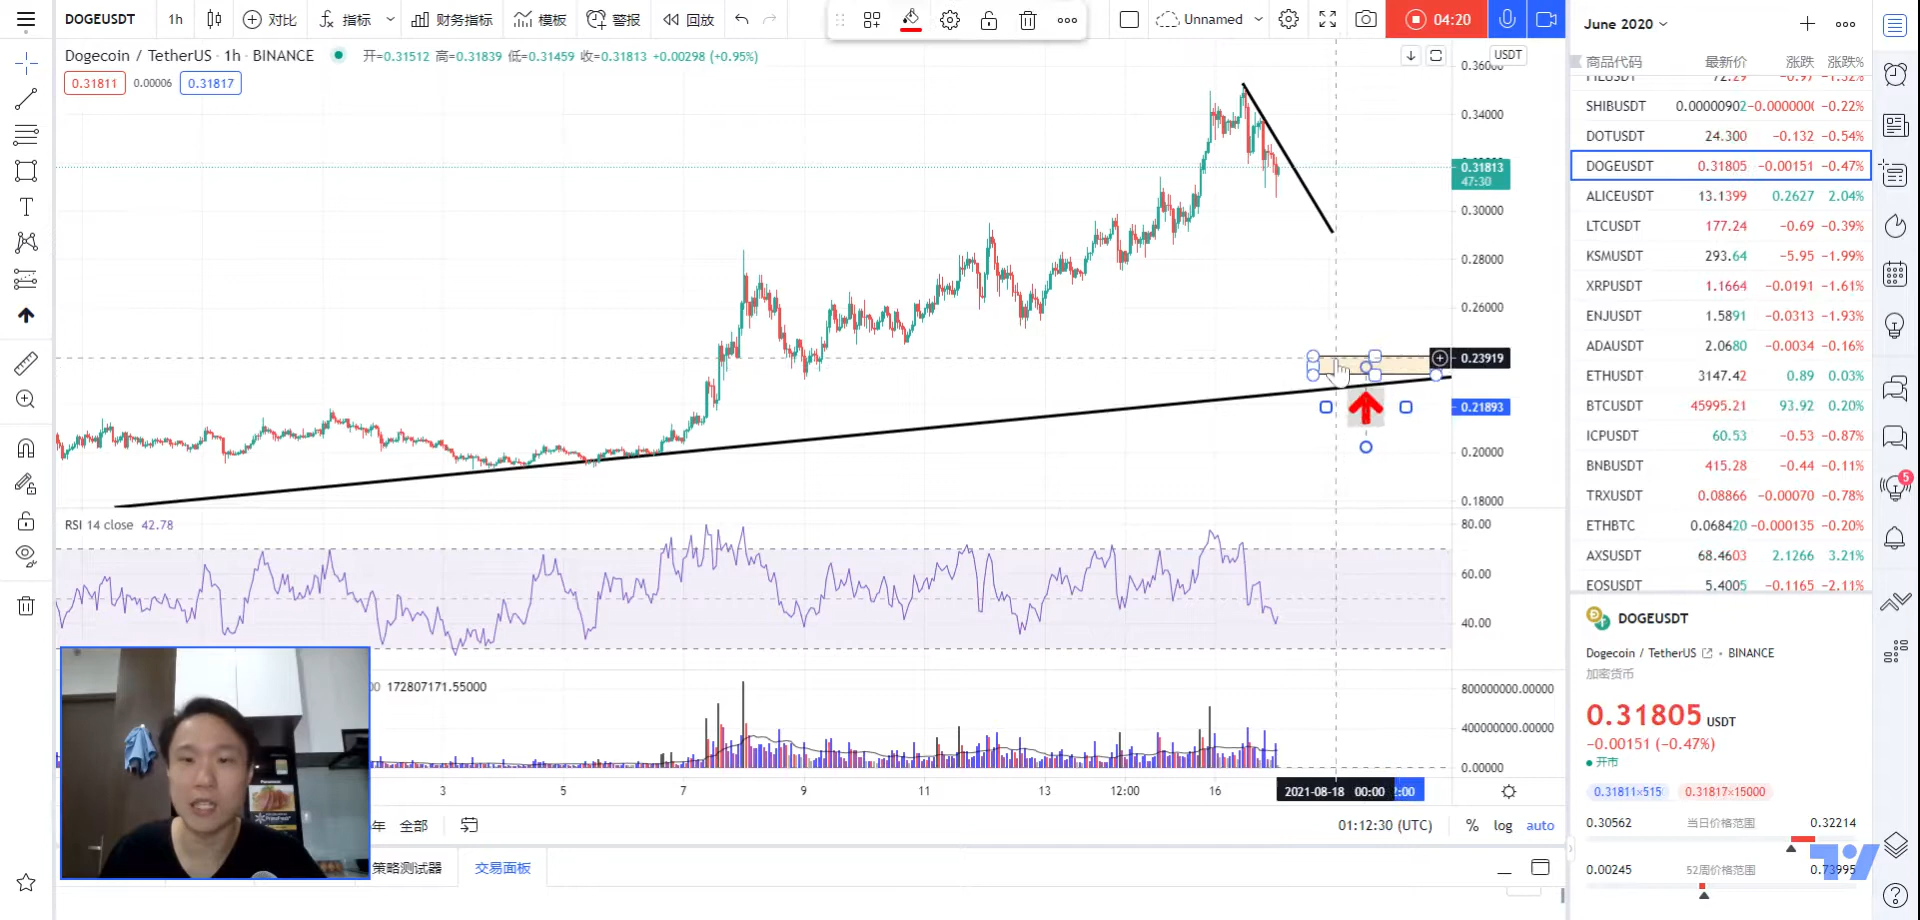 DOGEUSDT 1h 对比 指标 财务指标 模板 警报 回放 Unnamed 04:20
Dogecoin / TetherUS · 1h · BINANCE 开=0.31512 高=0.31839 低=0.31459 收=0.31813 +0.00298 (+0.95%)
0.31811 0.00006 0.31817
USDT
0.34000
0.31813
47:30
0.30000
0.28000
0.26000
0.23919
0.21893
0.20000
0.18000
RSI 14 close 42.78
80.00
60.00
40.00
172807171.55000
800000000.00000
400000000.00000
0.00000
3 5 7 9 11 13 12:00 16 2021-08-18 00:00
年 全部 01:12:30 (UTC) % log auto
策略测试器 交易面板
June 2020
商品代码 最新价 涨跌 涨跌%
SHIBUSDT 0.00000902 -0.0000000 -0.22%
DOTUSDT 24.300 -0.132 -0.54%
DOGEUSDT 0.31805 -0.00151 -0.47%
ALICEUSDT 13.1399 0.2627 2.04%
LTCUSDT 177.24 -0.69 -0.39%
KSMUSDT 293.64 -5.95 -1.99%
XRPUSDT 1.1664 -0.0191 -1.61%
ENJUSDT 1.5891 -0.0313 -1.93%
ADAUSDT 2.0680 -0.0034 -0.16%
ETHUSDT 3147.42 0.89 0.03%
BTCUSDT 45995.21 93.92 0.20%
ICPUSDT 60.53 -0.53 -0.87%
BNBUSDT 415.28 -0.44 -0.11%
TRXUSDT 0.08866 -0.00070 -0.78%
ETHBTC 0.068420 -0.000135 -0.20%
AXSUSDT 68.4603 2.1266 3.21%
EOSUSDT 5.4005 -0.1165 -2.11%
DOGEUSDT
Dogecoin / TetherUS · BINANCE
加密货币
0.31805 USDT
-0.00151 (-0.47%)
开市
0.31811×515 0.31817×15000
0.30562 当日价格范围 0.32214
0.00245 52周价格范围 0.73995
5